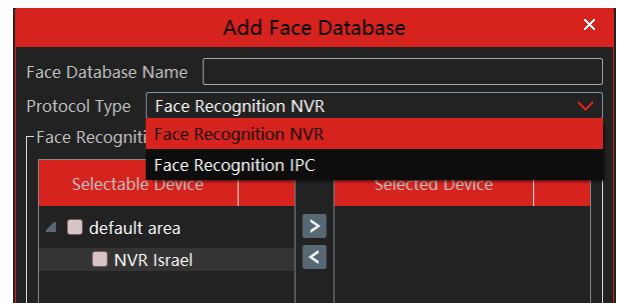 Add Face Database ×
Face Database Name
Protocol Type Face Recognition NVR
Face Recogniti Face Recognition NVR
Face Recognition IPC
Selectable Device Selected Device
default area
>
NVR Israel
<